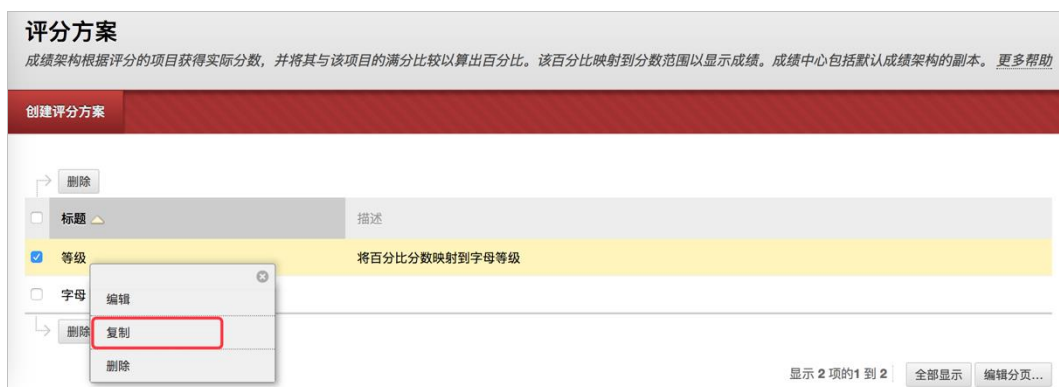 评分方案
成绩架构根据评分的项目获得实际分数，并将其与该项目的满分比较以算出百分比。该百分比映射到分数范围以显示成绩。成绩中心包括默认成绩架构的副本。 更多帮助
创建评分方案
删除
标题 描述
等级 将百分比分数映射到字母等级
字母
编辑
复制
删除
删除
显示 2 项的1 到 2 全部显示 编辑分页...